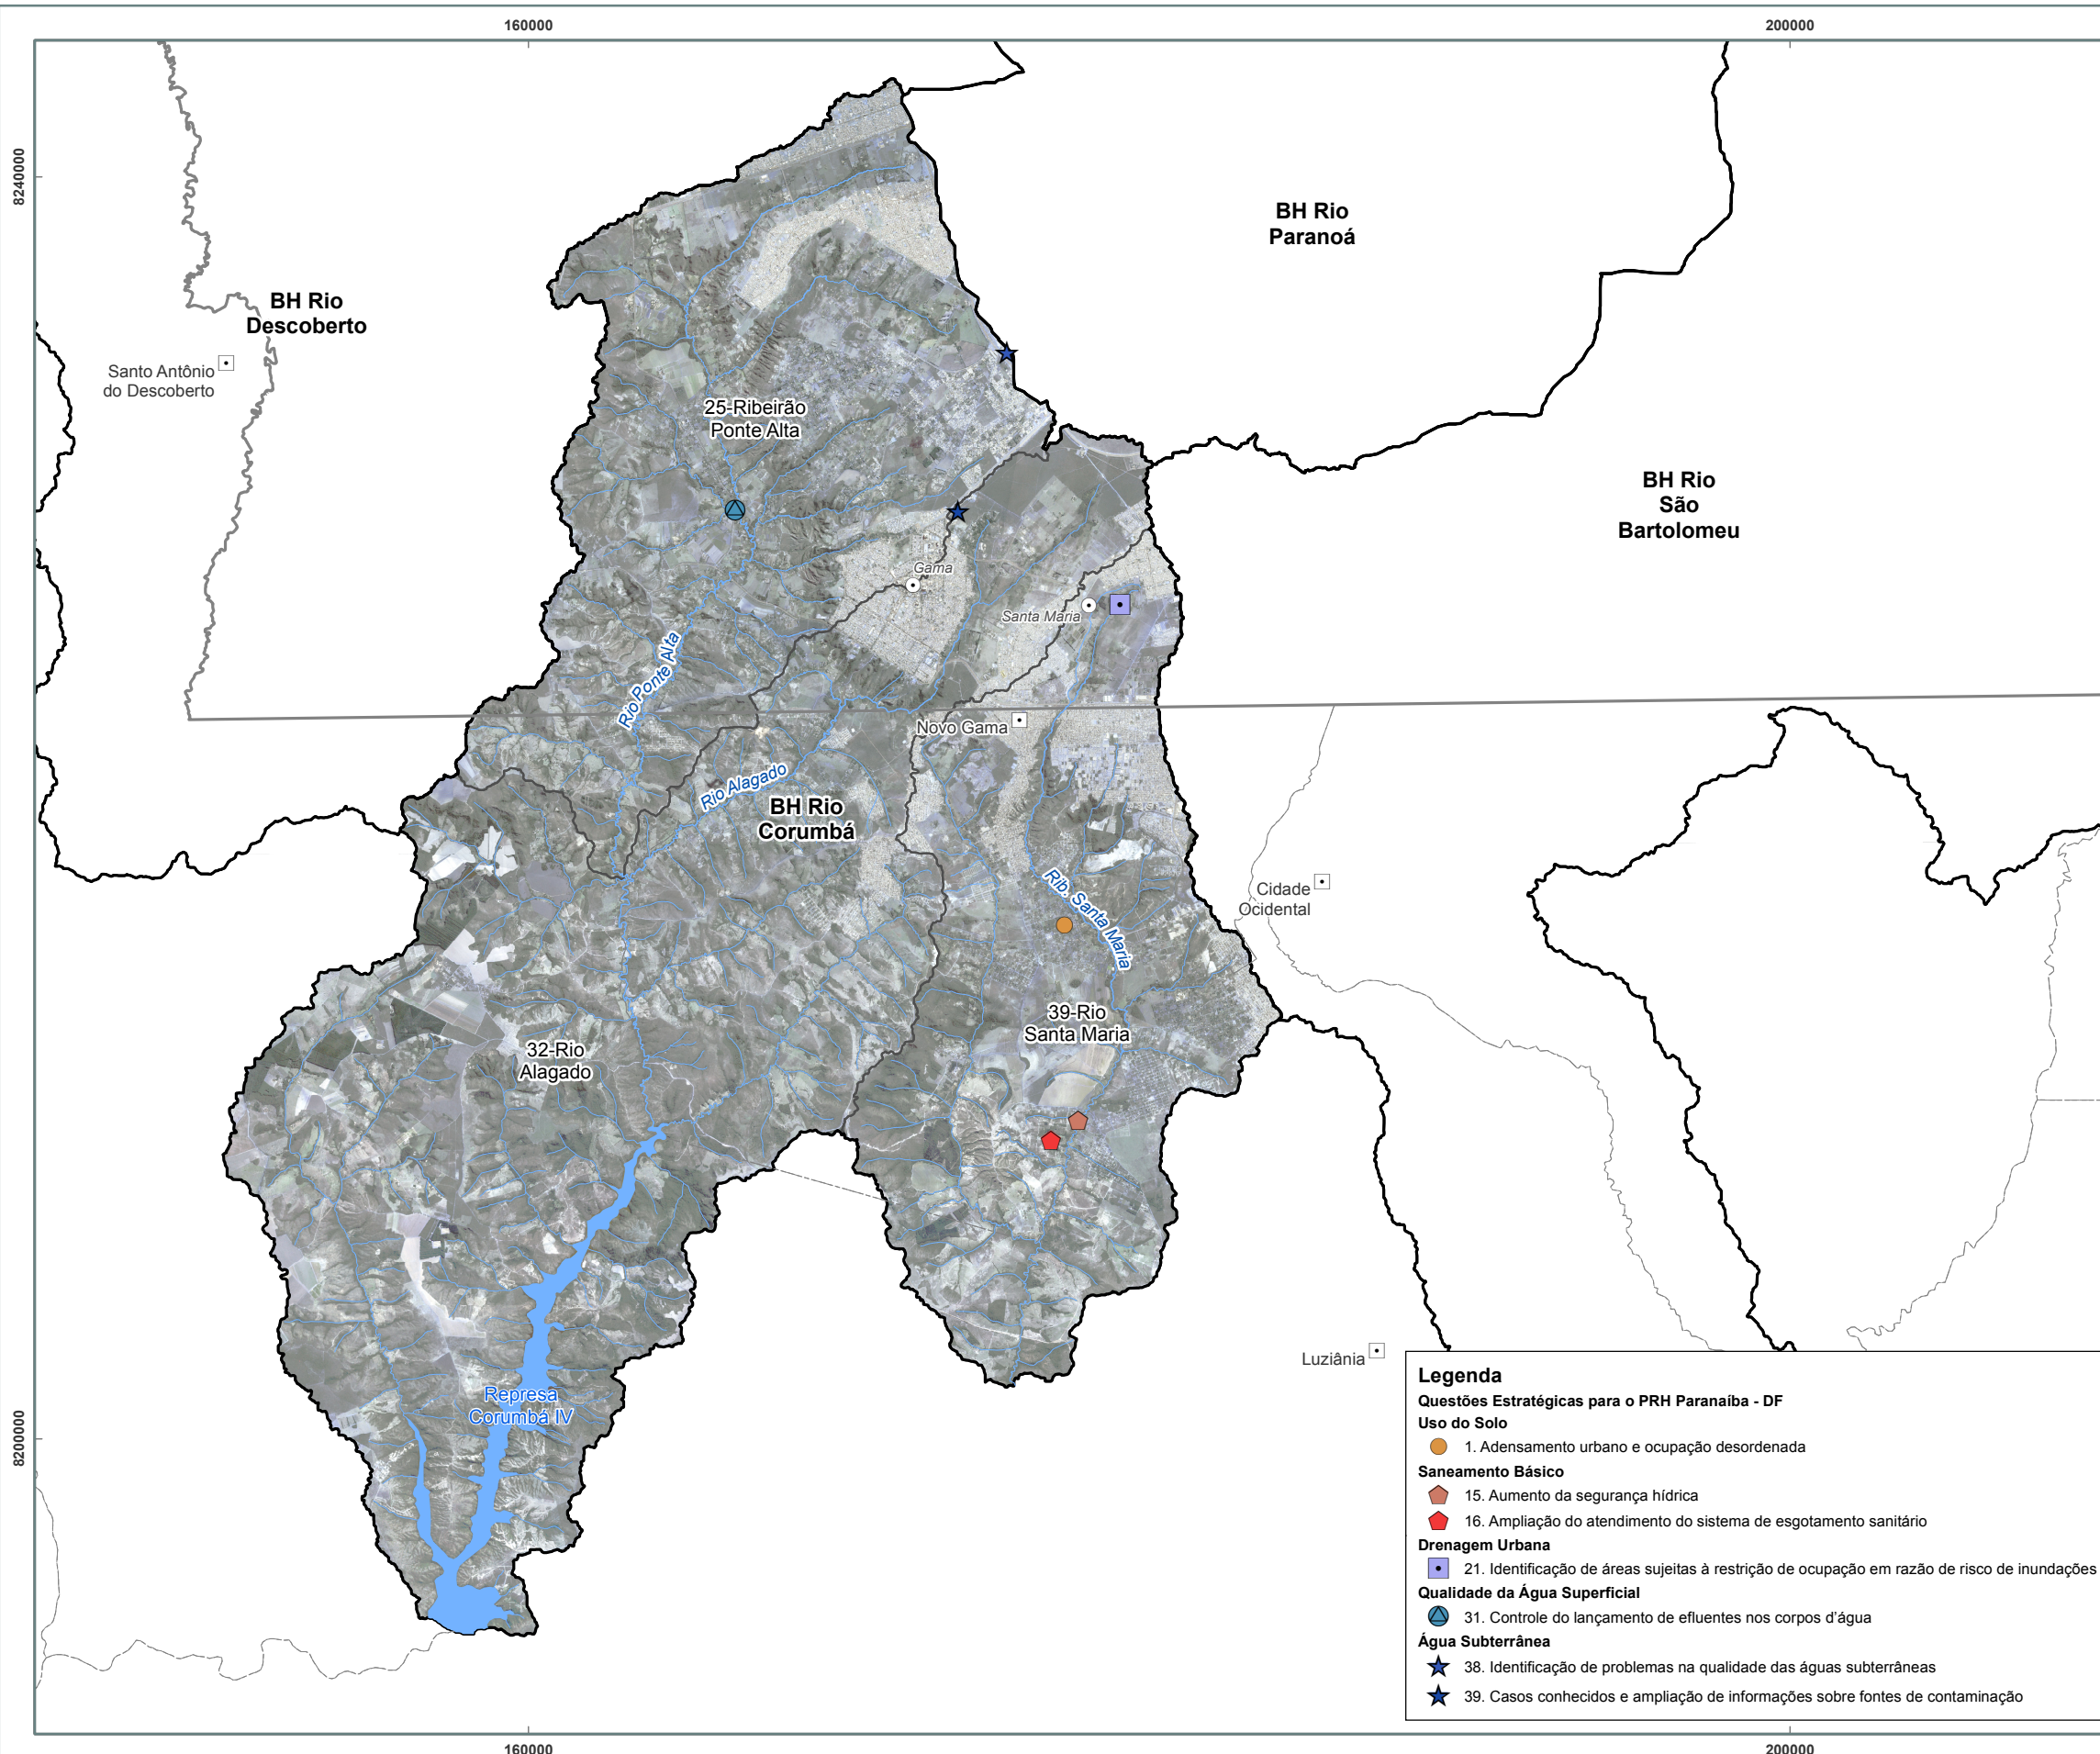 160000
200000
8240000
BH Rio
Paranoá
BH Rio
Descoberto
Santo Antônio
do Descoberto
25-Ribeirão
Ponte Alta
BH Rio
São
Bartolomeu
Gama
Santa Maria
Rio Ponte Alta
Novo Gama
Rio Alagado
BH Rio
Corumbá
Rib. Santa Maria
Cidade
Ocidental
39-Rio
Santa Maria
32-Rio
Alagado
Luziânia
Represa
Corumbá IV
8200000
Legenda
Questões Estratégicas para o PRH Paranaíba - DF
Uso do Solo
1. Adensamento urbano e ocupação desordenada
Saneamento Básico
15. Aumento da segurança hídrica
16. Ampliação do atendimento do sistema de esgotamento sanitário
Drenagem Urbana
21. Identificação de áreas sujeitas à restrição de ocupação em razão de risco de inundações
Qualidade da Água Superficial
31. Controle do lançamento de efluentes nos corpos d'água
Água Subterrânea
38. Identificação de problemas na qualidade das águas subterrâneas
39. Casos conhecidos e ampliação de informações sobre fontes de contaminação
160000
200000